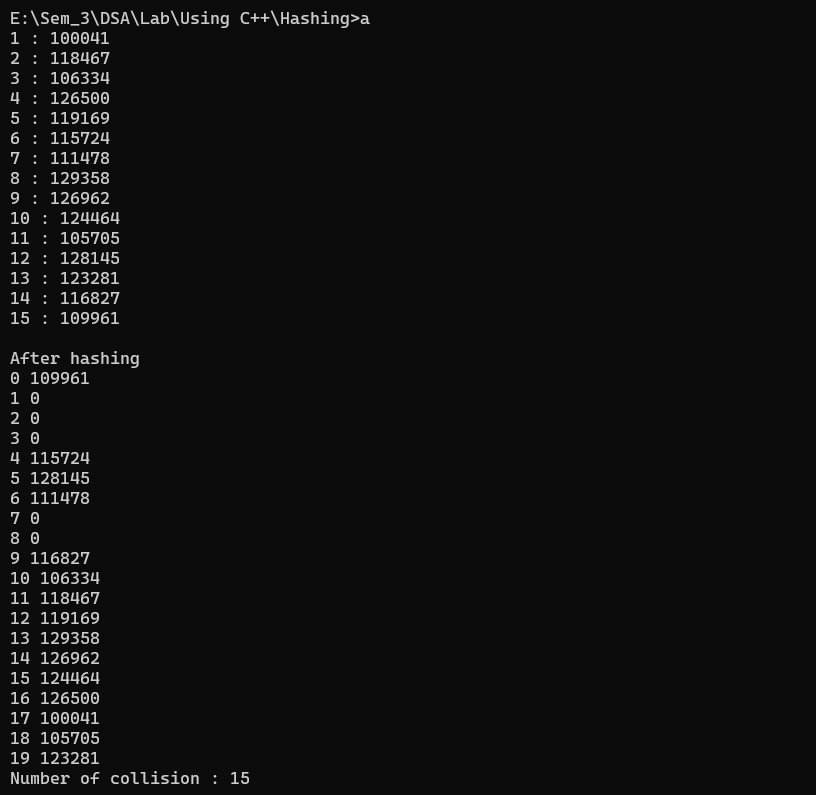 E:\Sem_3\DSA\Lab\Using C++\Hashing>a
1 : 100041
2 : 118467
3 : 106334
4 : 126500
5 : 119169
6 : 115724
7 : 111478
8 : 129358
9 : 126962
10 : 124464
11 : 105705
12 : 128145
13 : 123281
14 : 116827
15 : 109961

After hashing
0 109961
1 0
2 0
3 0
4 115724
5 128145
6 111478
7 0
8 0
9 116827
10 106334
11 118467
12 119169
13 129358
14 126962
15 124464
16 126500
17 100041
18 105705
19 123281
Number of collision : 15